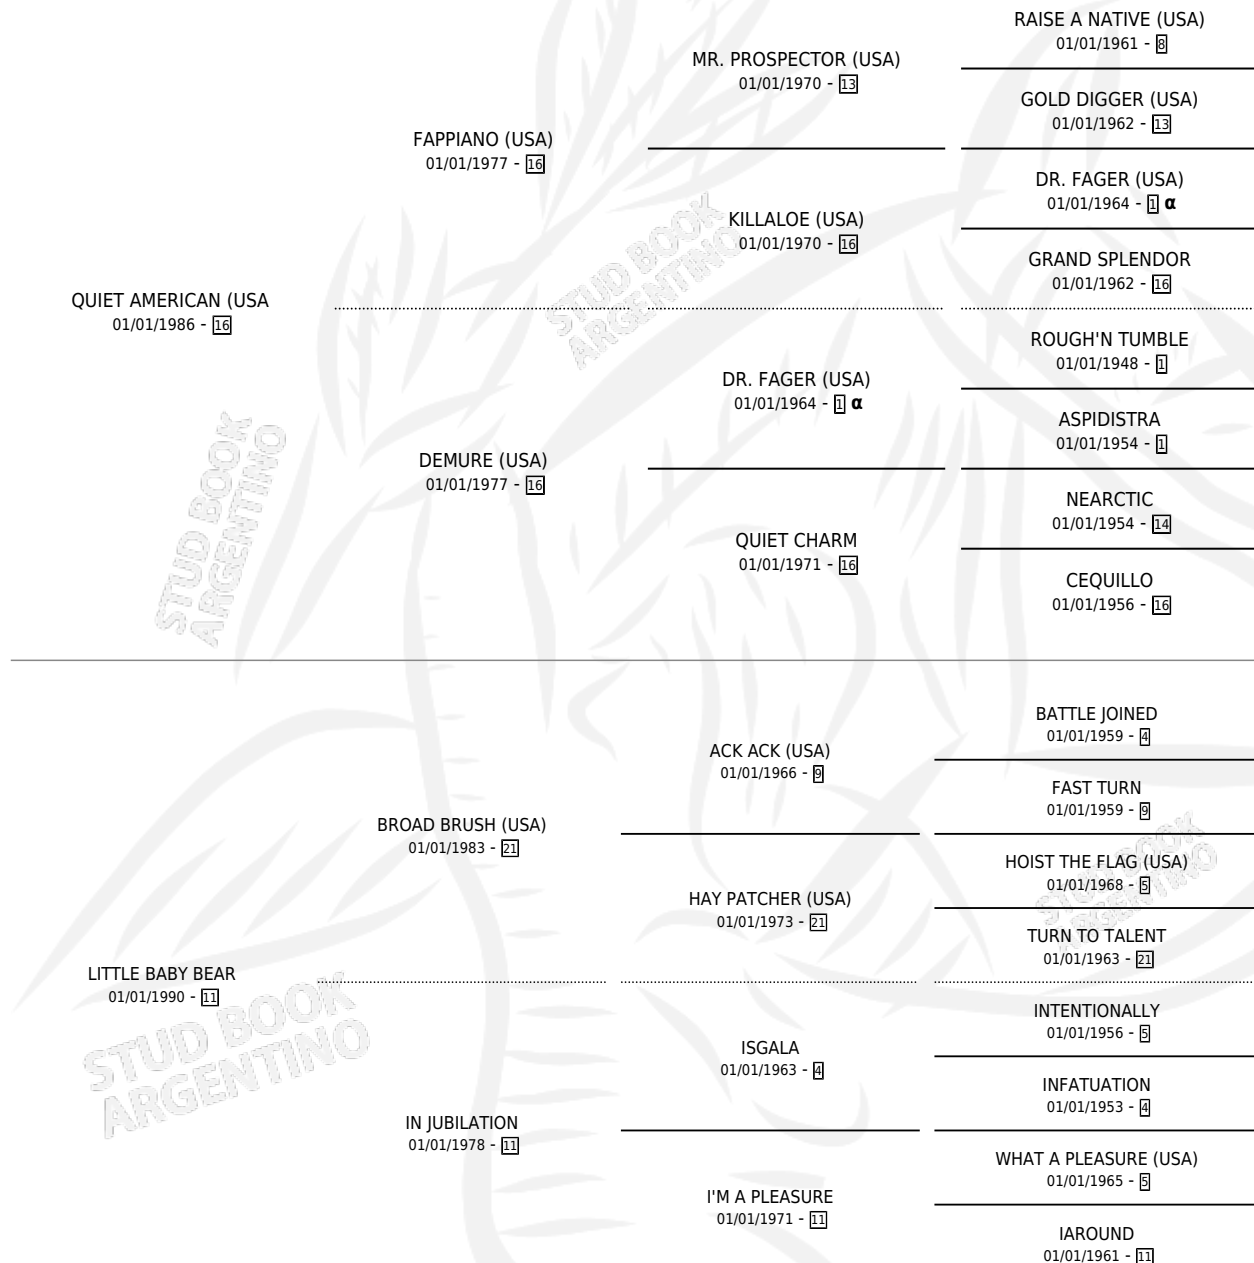 RAISE A NATIVE (USA)
01/01/1961 - 8
MR. PROSPECTOR (USA)
01/01/1970 - 13
GOLD DIGGER (USA)
01/01/1962 - 13
FAPPIANO (USA)
01/01/1977 - 16
DR. FAGER (USA)
01/01/1964 - 1 α
KILLALOE (USA)
01/01/1970 - 16
GRAND SPLENDOR
01/01/1962 - 16
QUIET AMERICAN (USA
01/01/1986 - 16
ROUGH'N TUMBLE
01/01/1948 - 1
DR. FAGER (USA)
01/01/1964 - 1 α
ASPIDISTRA
01/01/1954 - 1
DEMURE (USA)
01/01/1977 - 16
NEARCTIC
01/01/1954 - 14
QUIET CHARM
01/01/1971 - 16
CEQUILLO
01/01/1956 - 16
BATTLE JOINED
01/01/1959 - 4
ACK ACK (USA)
01/01/1966 - 9
FAST TURN
01/01/1959 - 9
BROAD BRUSH (USA)
01/01/1983 - 21
HOIST THE FLAG (USA)
01/01/1968 - 5
HAY PATCHER (USA)
01/01/1973 - 21
TURN TO TALENT
01/01/1963 - 21
LITTLE BABY BEAR
01/01/1990 - 11
INTENTIONALLY
01/01/1956 - 5
ISGALA
01/01/1963 - 4
INFATUATION
01/01/1953 - 4
IN JUBILATION
01/01/1978 - 11
WHAT A PLEASURE (USA)
01/01/1965 - 5
I'M A PLEASURE
01/01/1971 - 11
IAROUND
01/01/1961 - 11
STUD BOOK
ARGENTINO
STUD BOOK
ARGENTINO
STUD BOOK
ARGENTINO
STUD BOOK
ARGENTINO